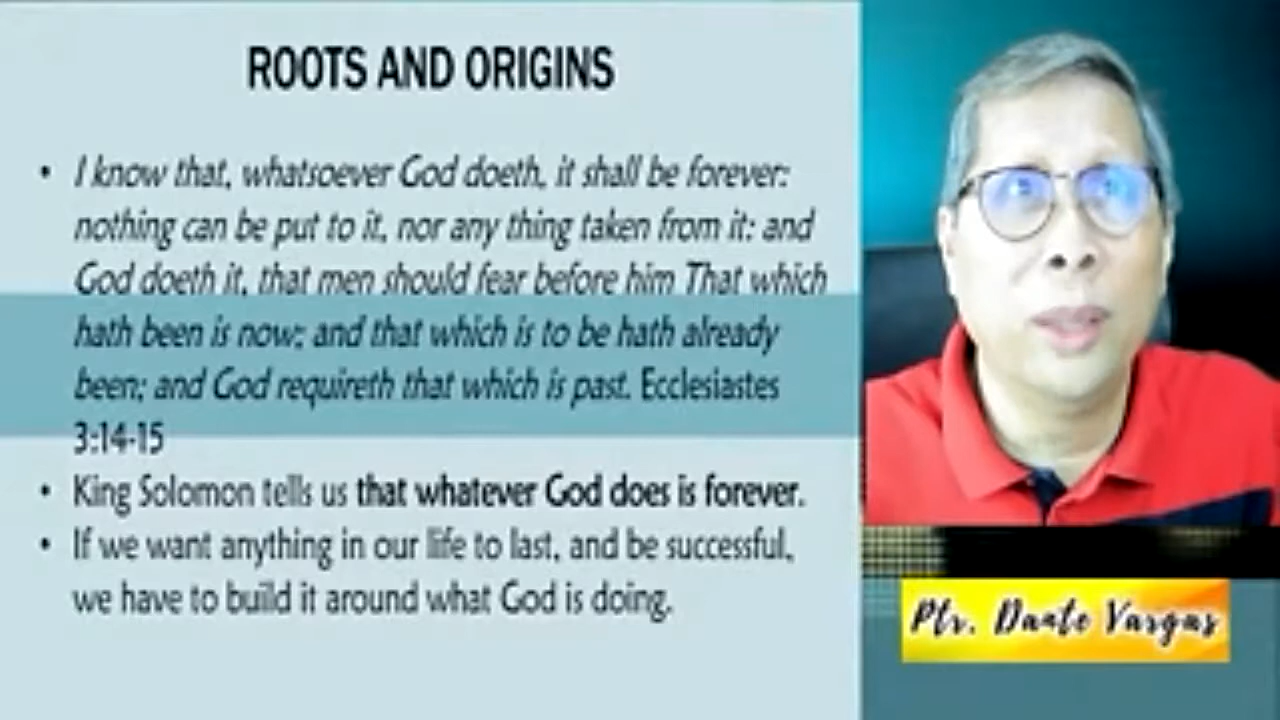 ROOTS AND ORIGINS
• I know that, whatsoever God doeth, it shall be forever:
nothing can be put to it, nor any thing taken from it: and
God doeth it, that men should fear before him That which
hath been is now; and that which is to be hath already
been; and God requireth that which is past. Ecclesiastes
3:14-15
• King Solomon tells us that whatever God does is forever.
• If we want anything in our life to last, and be successful,
we have to build it around what God is doing.
Ptr. Dante Vargas